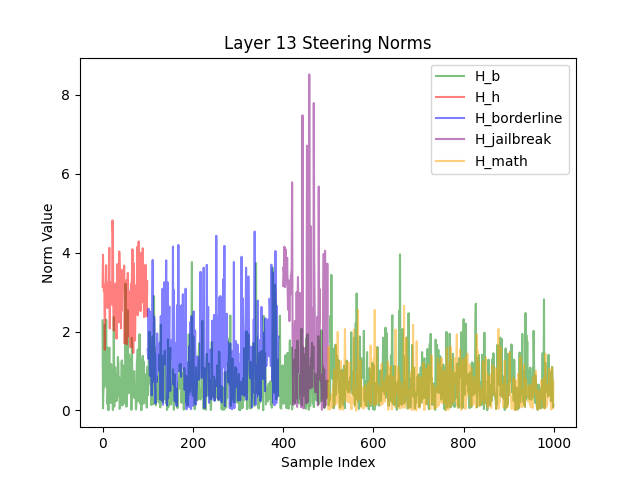 Layer 13 Steering Norms
H_b
H_h
H_borderline
H_jailbreak
H_math
Norm Value
8
6
4
2
0
0
200
400
600
800
1000
Sample Index